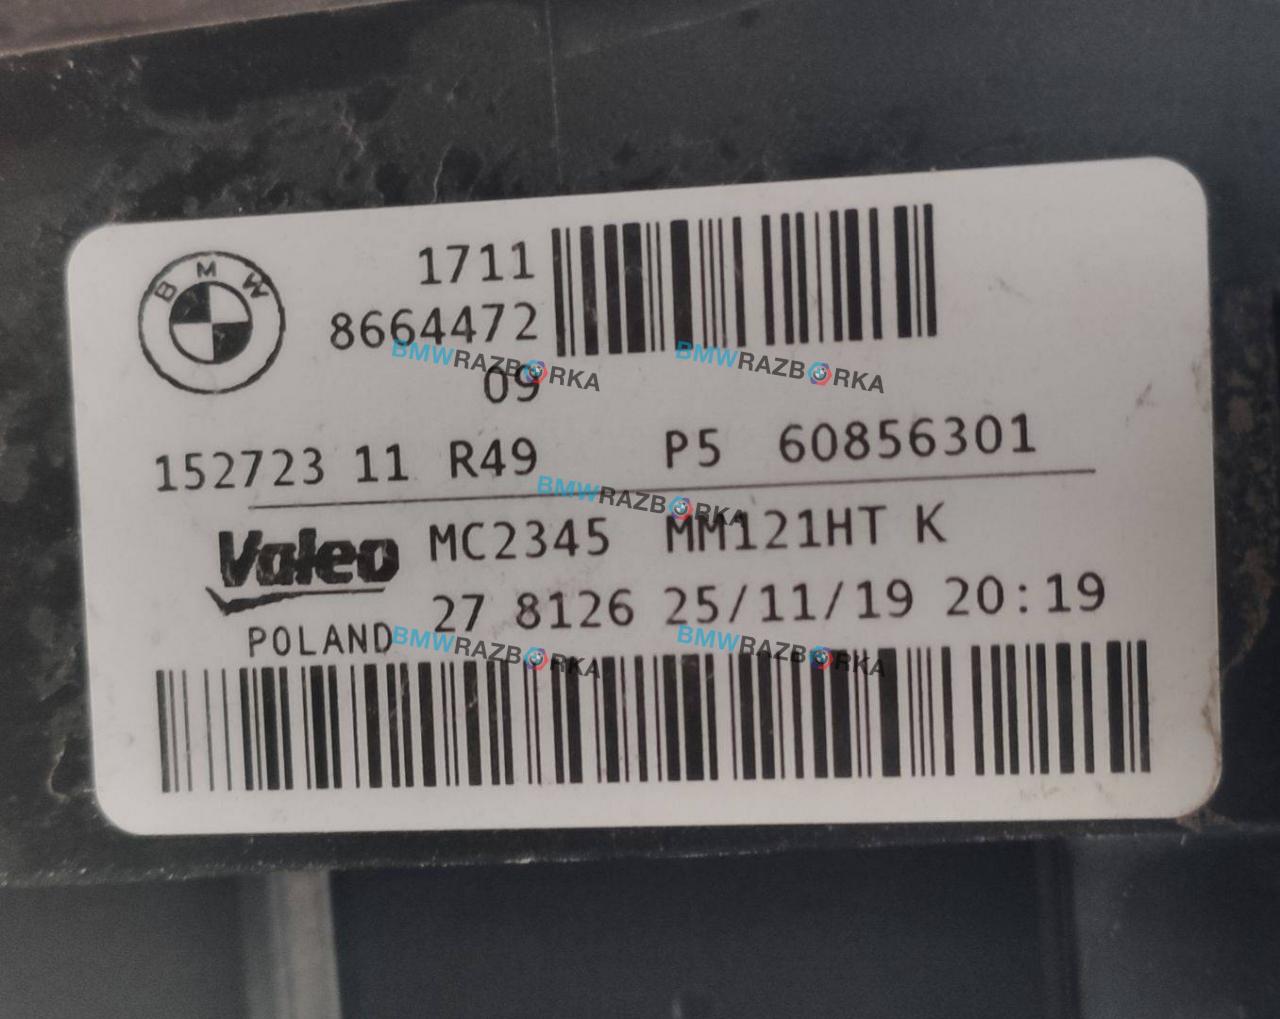 BMW
1711
8664472
09
BMWRAZBORKA
BMWRAZBORKA
152723 11 R49 P5 60856301
BMWRAZBORKA
Valeo MC2345 MM121HT K
POLAND 27 8126 25/11/19 20:19
BMWRAZBORKA
BMWRAZBORKA